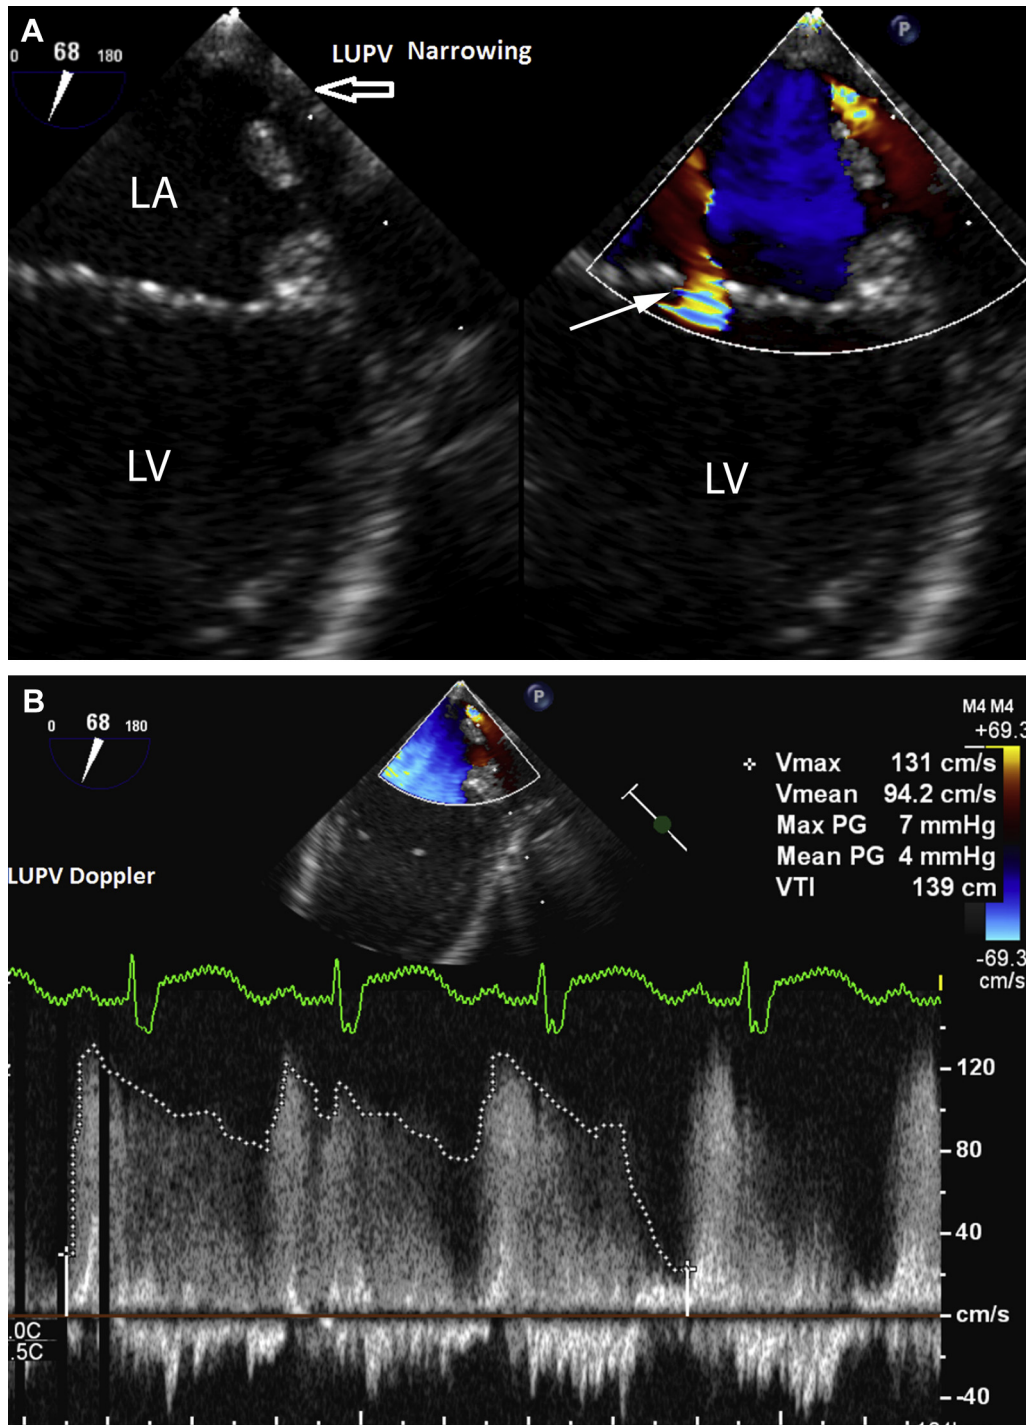 A
0 68 180
LUPV Narrowing
P
LA
LV
LV
B
0 68 180
P
M4 M4
+69.3
Vmax 131 cm/s
Vmean 94.2 cm/s
Max PG 7 mmHg
Mean PG 4 mmHg
VTI 139 cm
-69.3
cm/s
LUPV Doppler
120
80
40
cm/s
.0C
.5C
-40